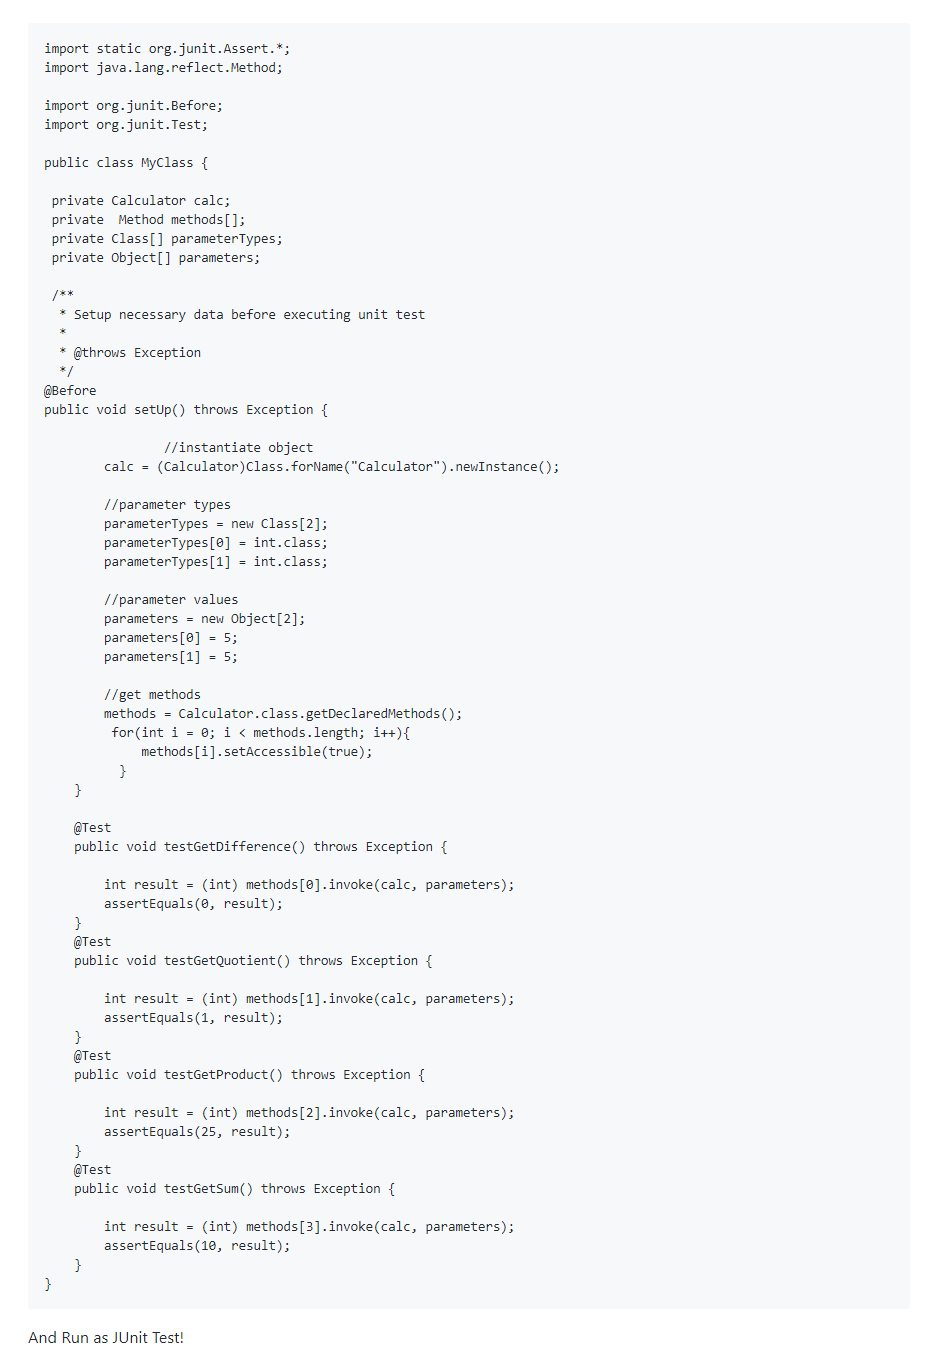 import static org.junit.Assert.*;
import java.lang.reflect.Method;

import org.junit.Before;
import org.junit.Test;

public class MyClass {

 private Calculator calc;
 private  Method methods[];
 private Class[] parameterTypes;
 private Object[] parameters;

 /**
  * Setup necessary data before executing unit test
  *
  * @throws Exception
  */
@Before
public void setUp() throws Exception {

                //instantiate object
        calc = (Calculator)Class.forName("Calculator").newInstance();

        //parameter types
        parameterTypes = new Class[2];
        parameterTypes[0] = int.class;
        parameterTypes[1] = int.class;

        //parameter values
        parameters = new Object[2];
        parameters[0] = 5;
        parameters[1] = 5;

        //get methods
        methods = Calculator.class.getDeclaredMethods();
         for(int i = 0; i < methods.length; i++){
             methods[i].setAccessible(true);
          }
    }

    @Test
    public void testGetDifference() throws Exception {

        int result = (int) methods[0].invoke(calc, parameters);
        assertEquals(0, result);
    }
    @Test
    public void testGetQuotient() throws Exception {

        int result = (int) methods[1].invoke(calc, parameters);
        assertEquals(1, result);
    }
    @Test
    public void testGetProduct() throws Exception {

        int result = (int) methods[2].invoke(calc, parameters);
        assertEquals(25, result);
    }
    @Test
    public void testGetSum() throws Exception {

        int result = (int) methods[3].invoke(calc, parameters);
        assertEquals(10, result);
    }
}

And Run as JUnit Test!